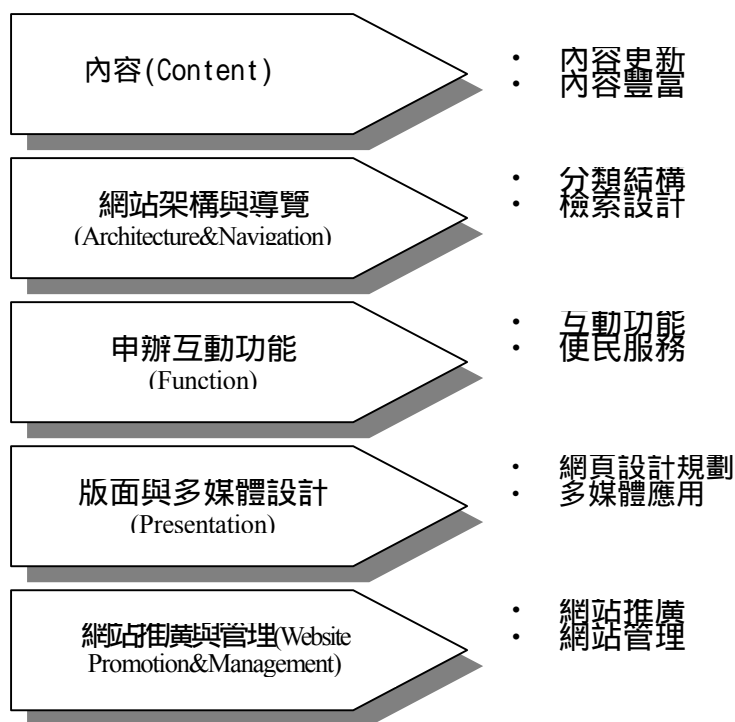 內容(Content)
· 內容更新
· 內容豐富
網站架構與導覽
(Architecture&Navigation)
· 分類結構
· 檢索設計
申辦互動功能
(Function)
· 互動功能
· 便民服務
版面與多媒體設計
(Presentation)
· 網頁設計規劃
· 多媒體應用
網站推廣與管理(Website
Promotion&Management)
· 網站推廣
· 網站管理